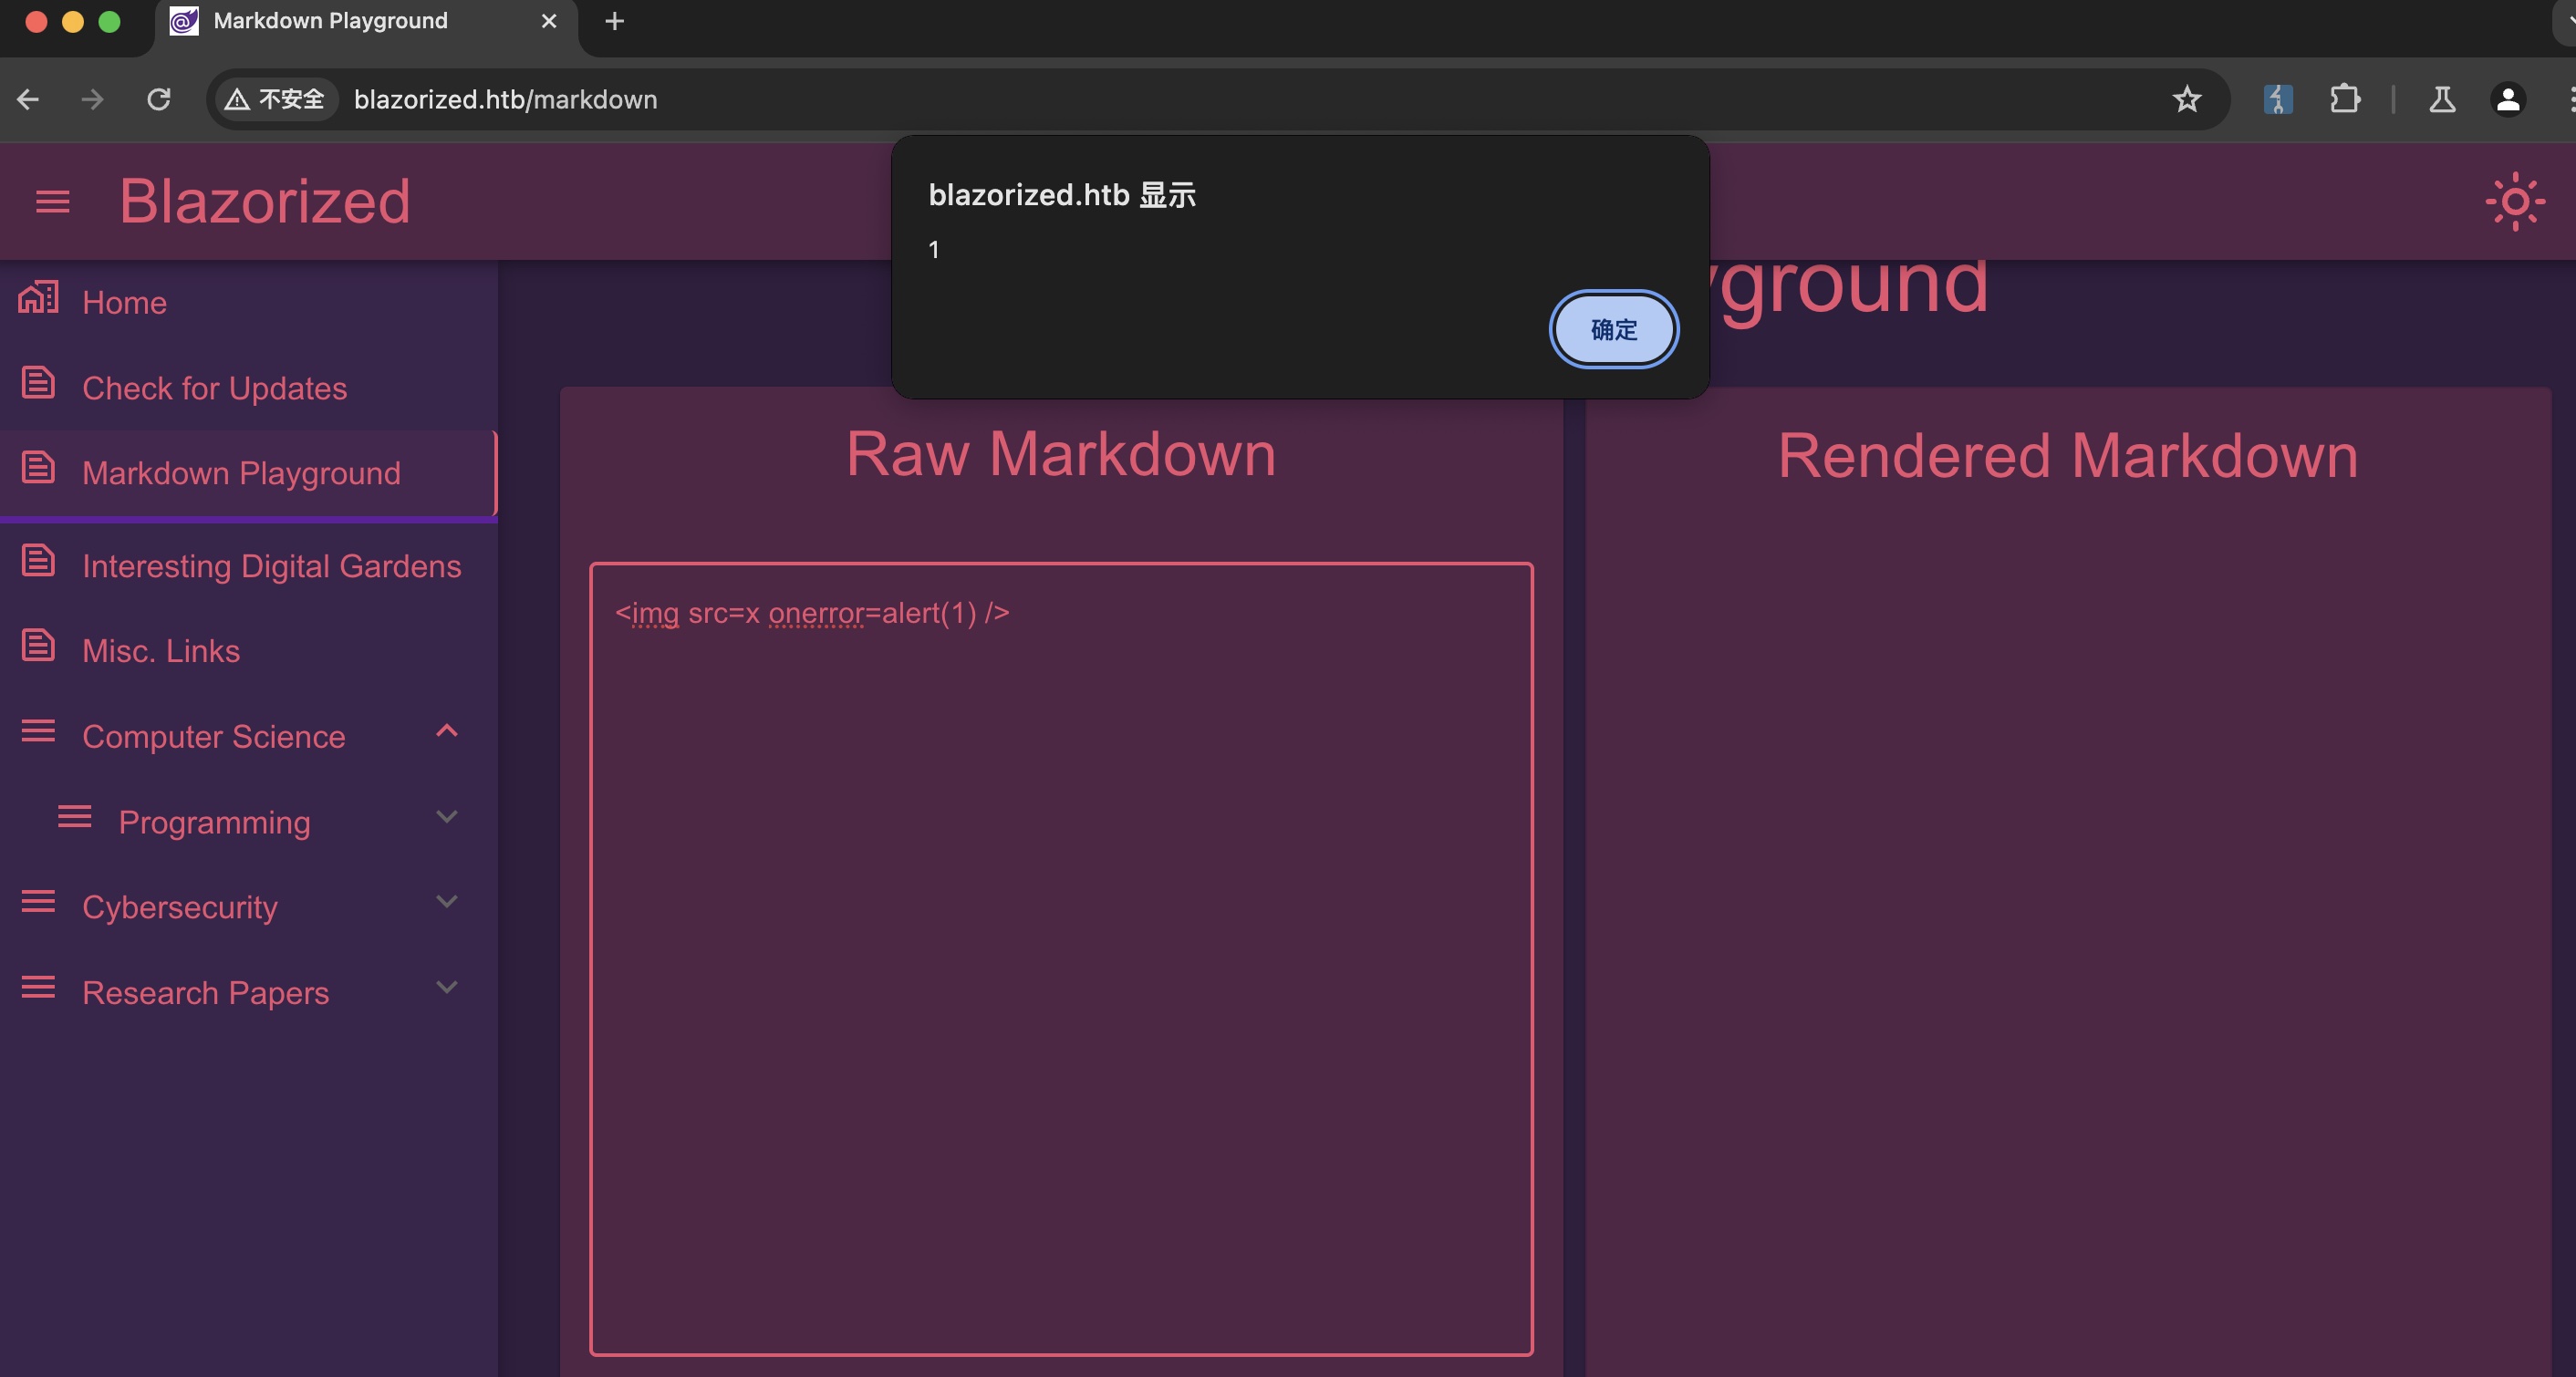 Markdown Playground
不安全 blazorized.htb/markdown
blazorized.htb 显示
1
确定
Blazorized
Home
Check for Updates
Markdown Playground
Interesting Digital Gardens
Misc. Links
Computer Science
Programming
Cybersecurity
Research Papers
yground
Raw Markdown
<img src=x onerror=alert(1) />
Rendered Markdown